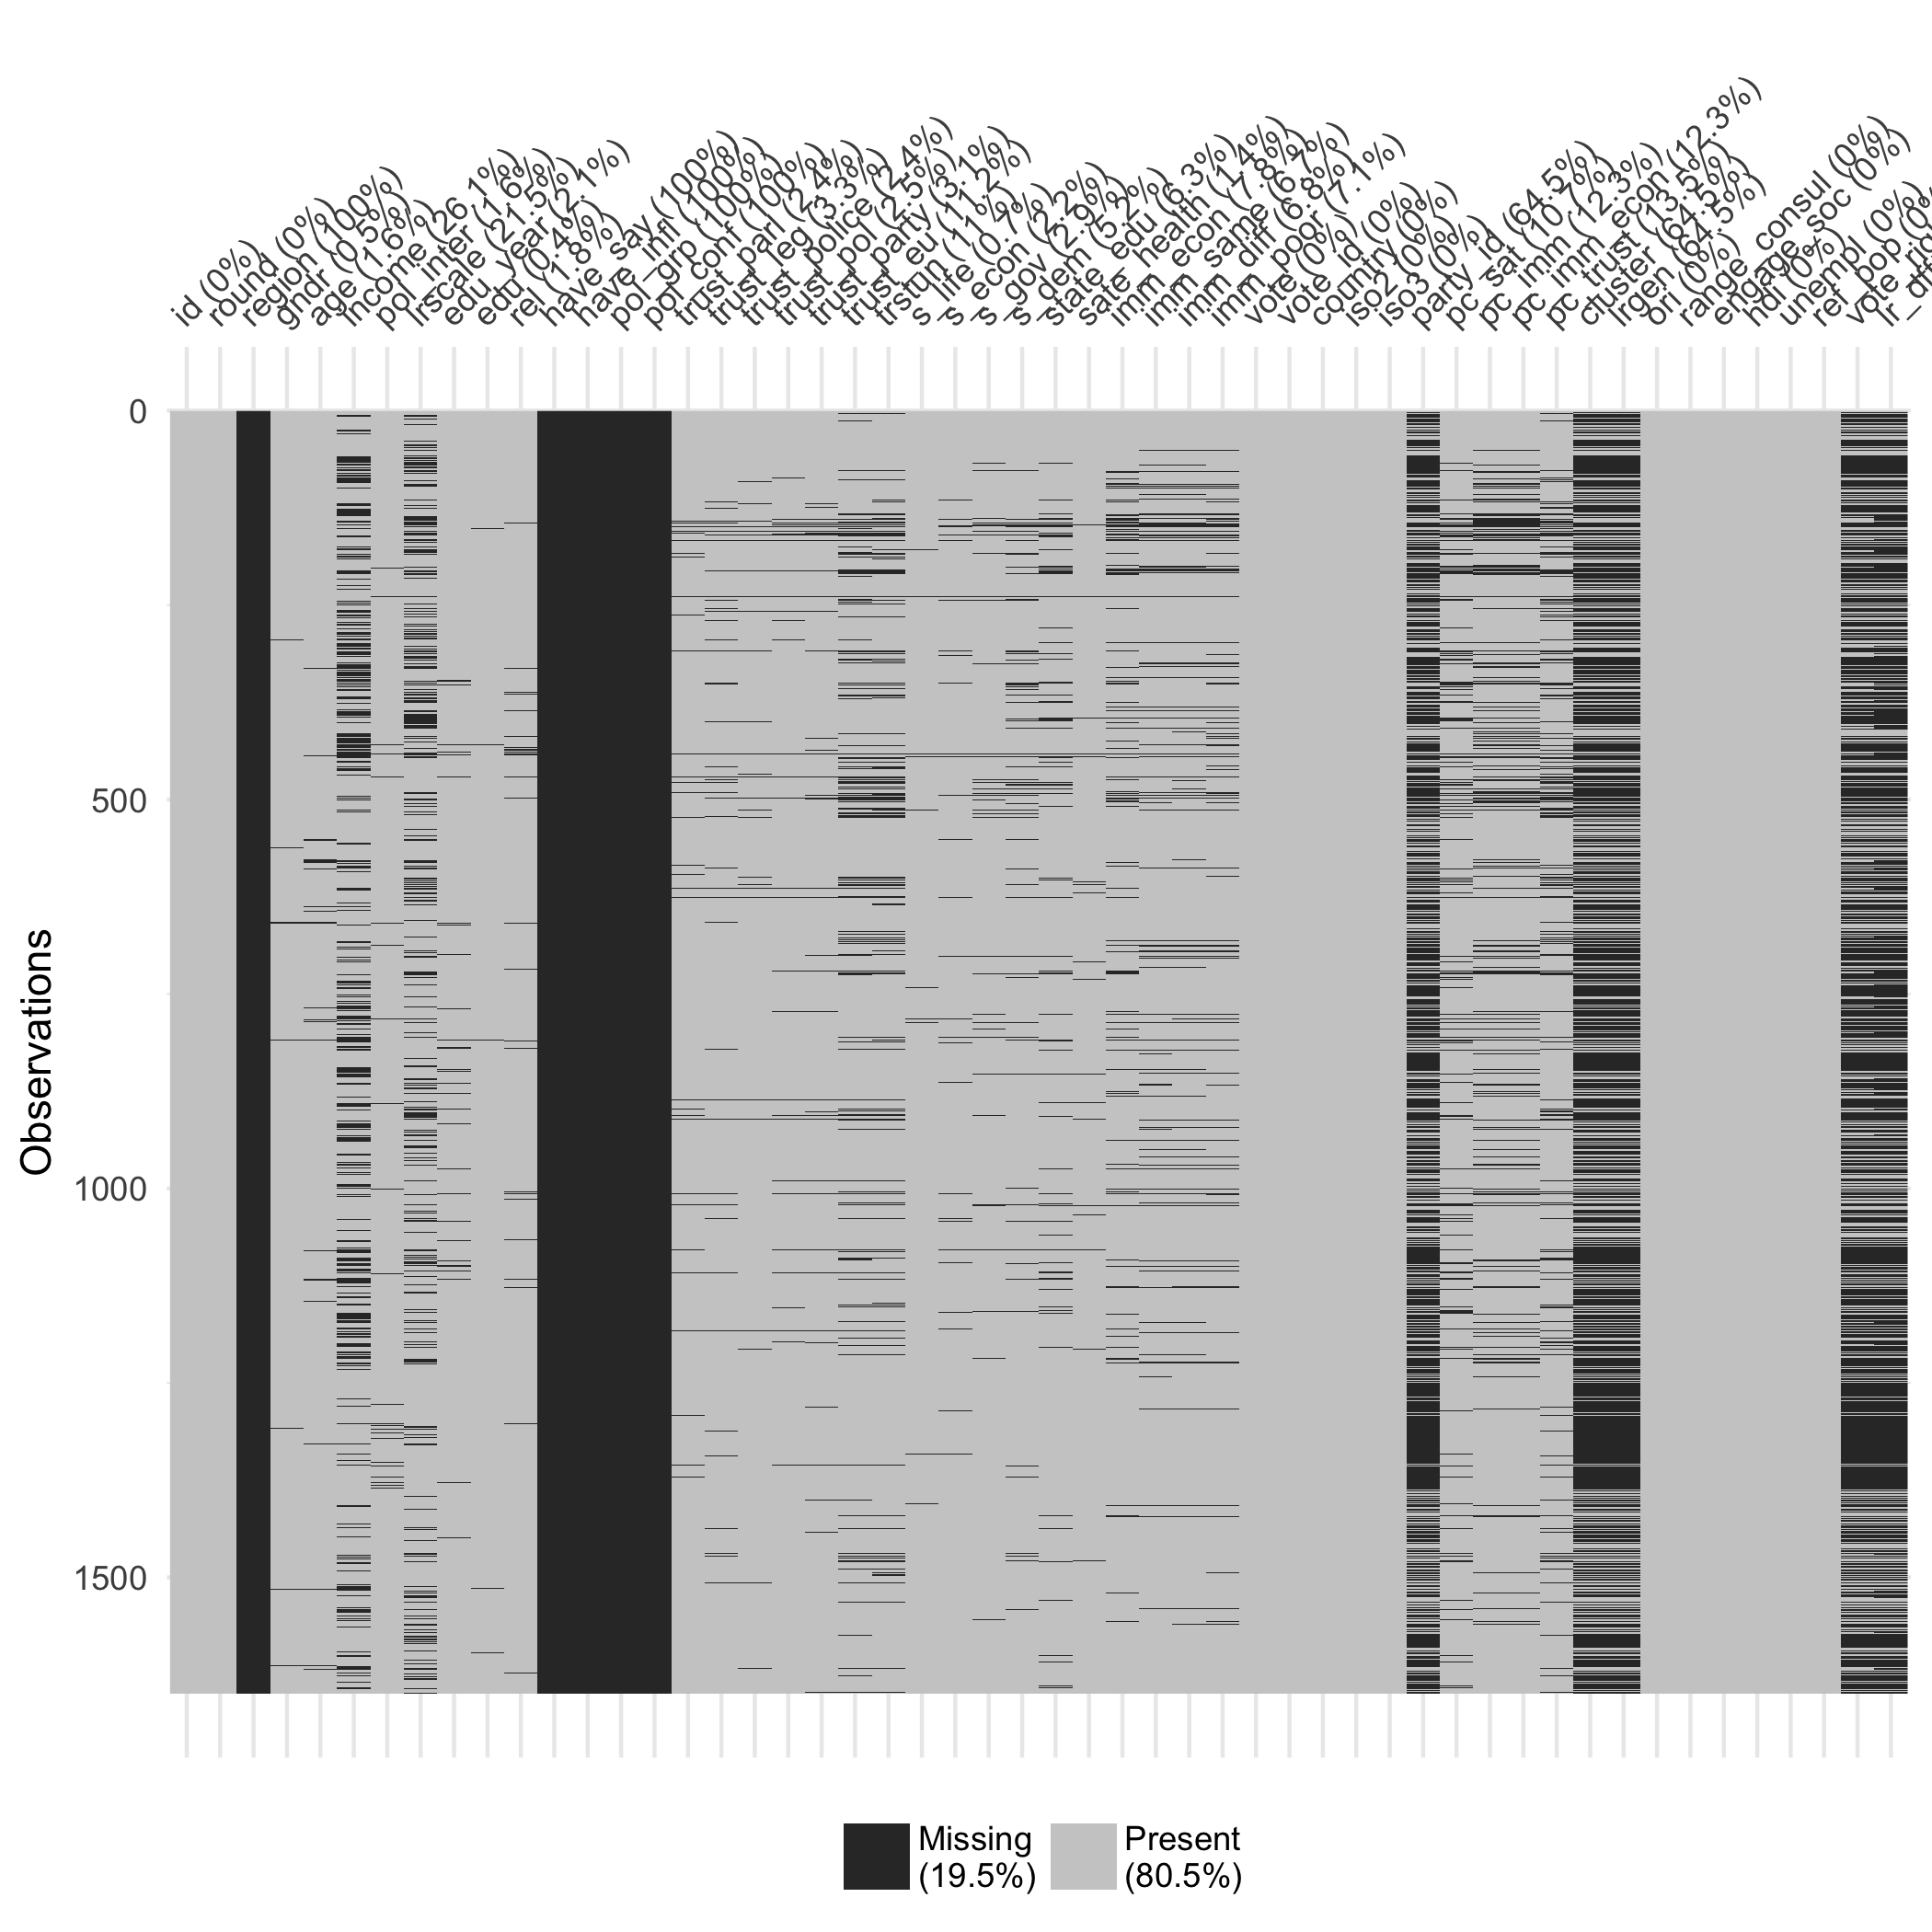 id (0%)
round (0%)
region (100%)
gndr (0.5%)
age (1.6%)
income (26.1%)
pol_inter (1.6%)
lrscale (21.5%)
edu_year (2.1%)
edu (0.4%)
rel (1.8%)
have_say (100%)
have_infl (100%)
pol_grp (100%)
pol_conf (100%)
trust_parl (2.4%)
trust_leg (3.3%)
trust_police (2.4%)
trust_pol (2.5%)
trust_party (3.1%)
trust_eu (11.2%)
trstun (11%)
s_life (0.7%)
s_econ (2.2%)
s_gov (2.9%)
s_dem (5.2%)
state_edu (6.3%)
sate_health (1.4%)
imm_econ (7.8%)
imm_same (6.7%)
imm_diff (6.8%)
imm_poor (7.1%)
vote (0%)
vote_id (0%)
country (0%)
iso2 (0%)
iso3 (0%)
party_id (64.5%)
pc_sat (10.7%)
pc_imm (12.3%)
pc_imm_econ (12.3%)
pc_trust (13.5%)
cluster (64.5%)
lrgen (64.5%)
ori (0%)
range
engage_consul (0%)
engage_soc (0%)
hdi (0%)
unempl (0%)
ref_pop
vote_rig
lr_diff
0
500
1000
1500
Observations
Missing
(19.5%)
Present
(80.5%)